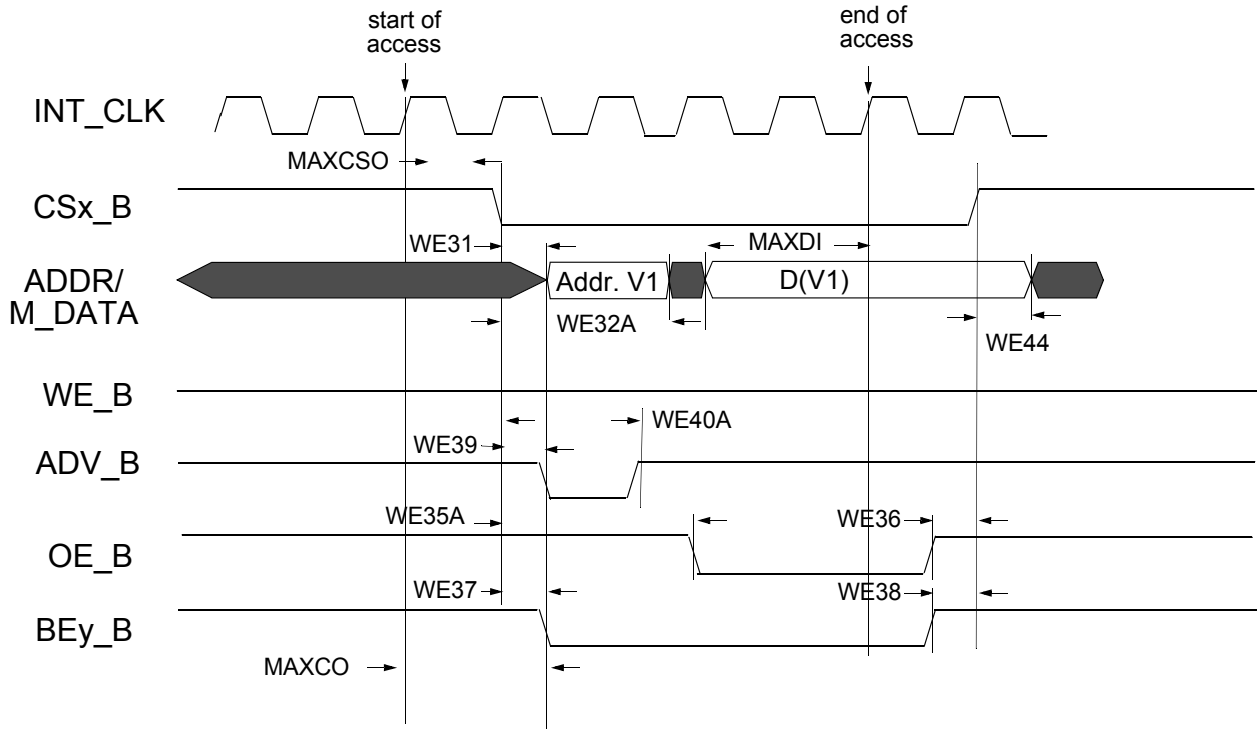 start of
access
end of
access
INT_CLK
MAXCSO
CSx_B
WE31
MAXDI
ADDR/
M_DATA
Addr. V1
D(V1)
WE32A
WE44
WE_B
WE40A
WE39
ADV_B
WE35A
WE36
OE_B
WE37
WE38
BEy_B
MAXCO